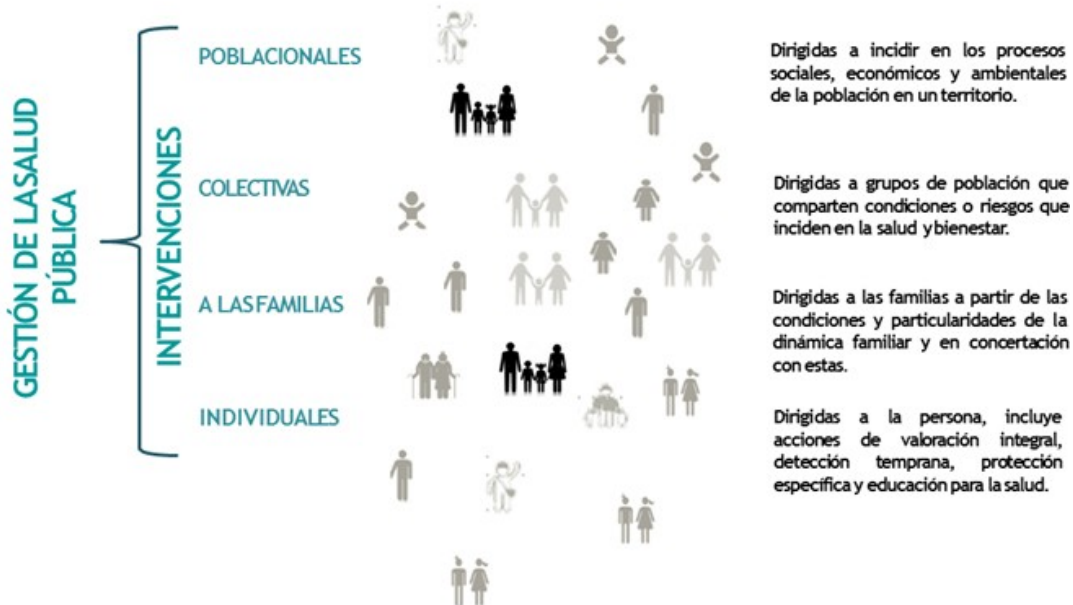 GESTIÓN DE LASALUD
PÚBLICA
INTERVENCIONES
POBLACIONALES
Dirigidas a incidir en los procesos
sociales, económicos y ambientales
de la población en un territorio.
COLECTIVAS
Dirigidas a grupos de población que
comparten condiciones o riesgos que
inciden en la salud ybienestar.
A LASFAMILIAS
Dirigidas a las familias a partir de las
condiciones y particularidades de la
dinámica familiar y en concertación
con estas.
INDIVIDUALES
Dirigidas a la persona, incluye
acciones de valoración integral,
detección temprana, protección
específica y educación para la salud.